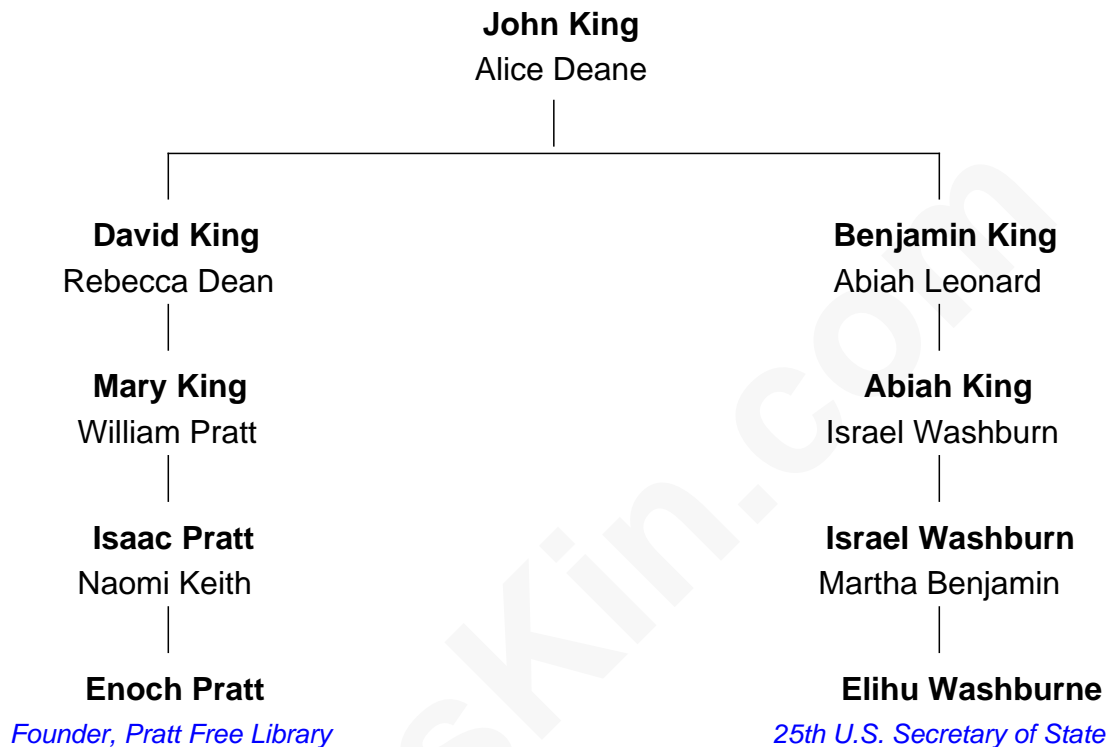 John King
Alice Deane
David King
Rebecca Dean
Benjamin King
Abiah Leonard
Mary King
William Pratt
Abiah King
Israel Washburn
Isaac Pratt
Naomi Keith
Israel Washburn
Martha Benjamin
Enoch Pratt
Founder, Pratt Free Library
Elihu Washburne
25th U.S. Secretary of State
sKin.com